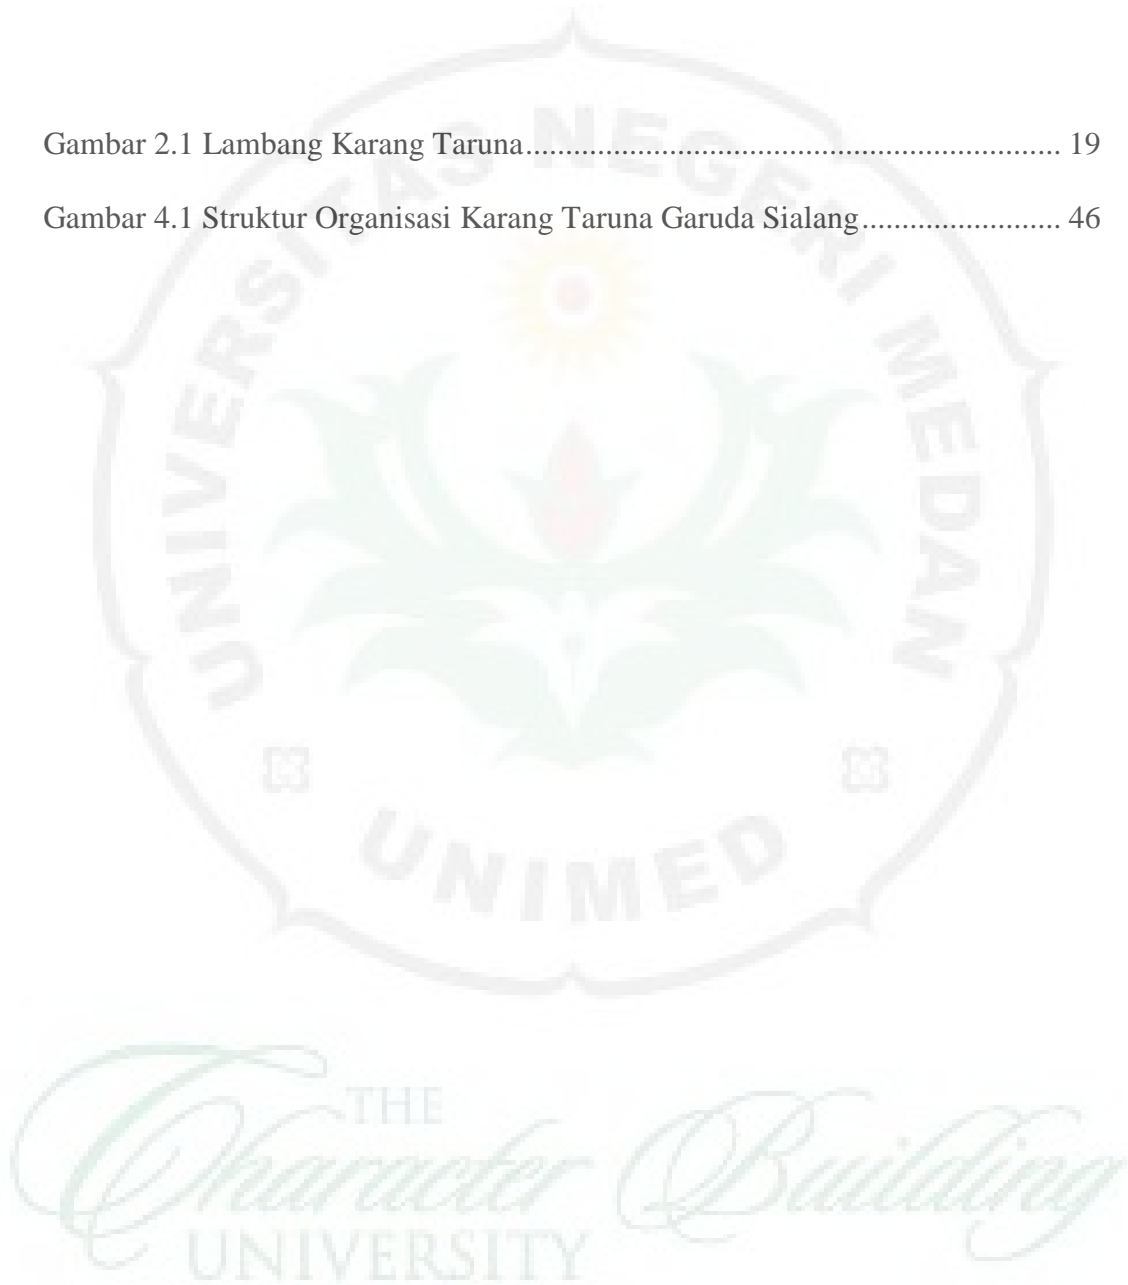 Gambar 2.1 Lambang Karang Taruna................................................................... 19
Gambar 4.1 Struktur Organisasi Karang Taruna Garuda Sialang......................... 46
UNIVERSITAS NEGERI MEDAN
UNIMED
THE
Character Building
UNIVERSITY